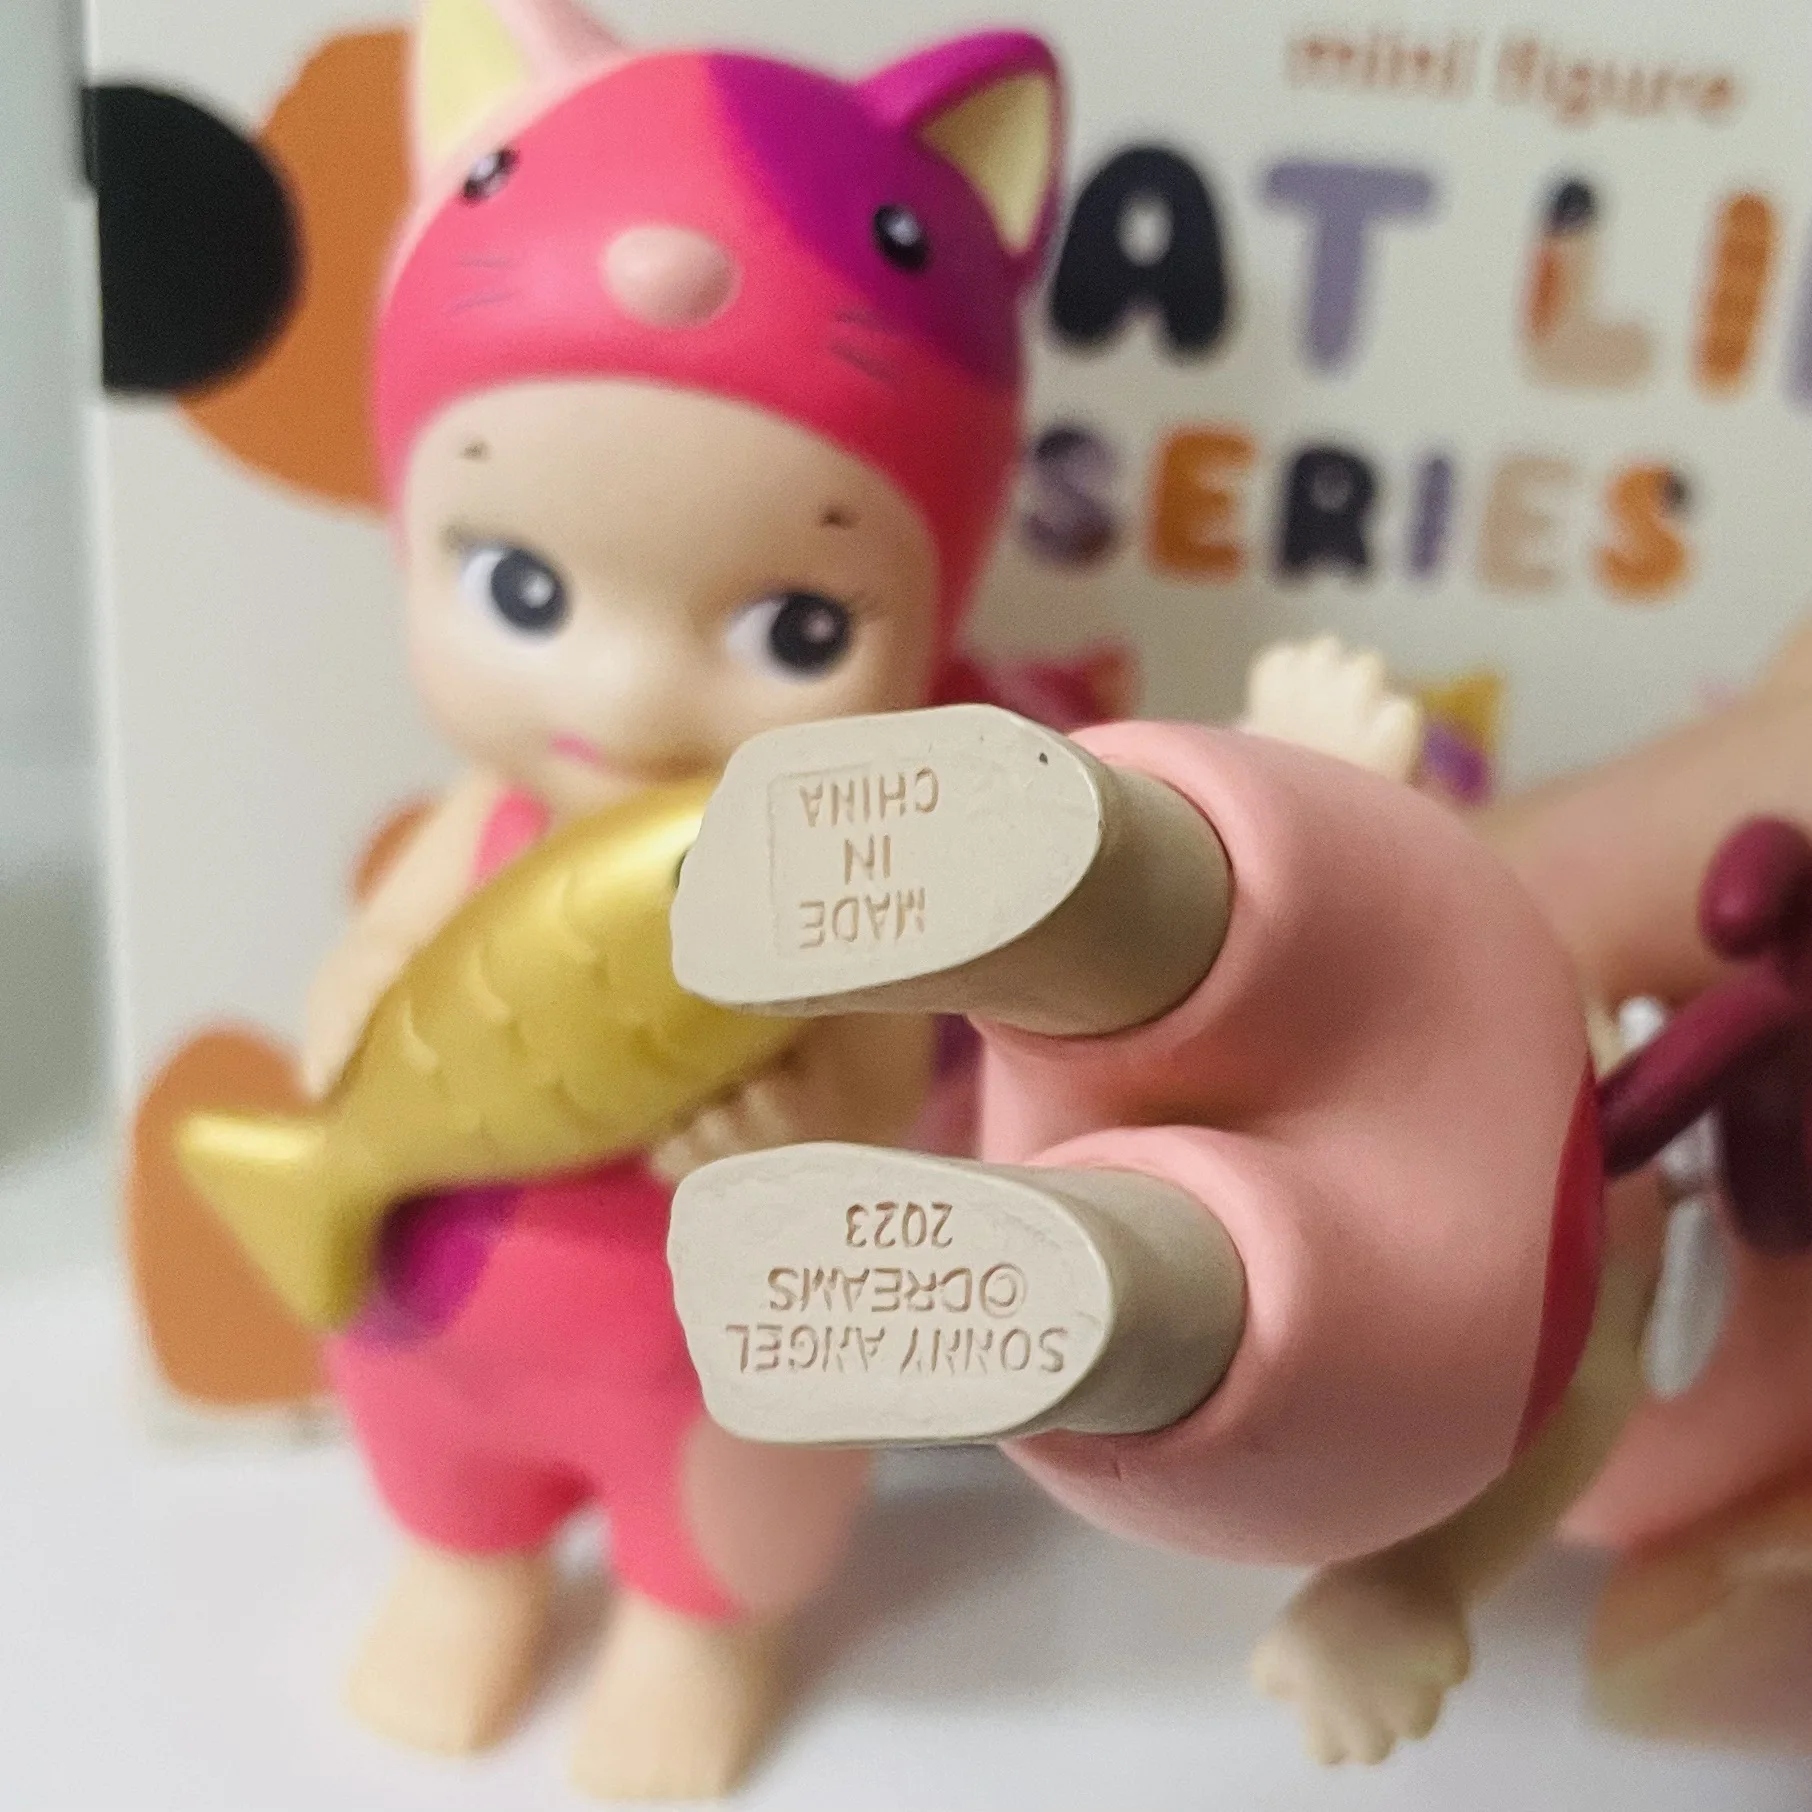 mini figure
AT LI
SERIES
MADE
IN
CHINA
SONNY ANGEL
©DREAMS
2023